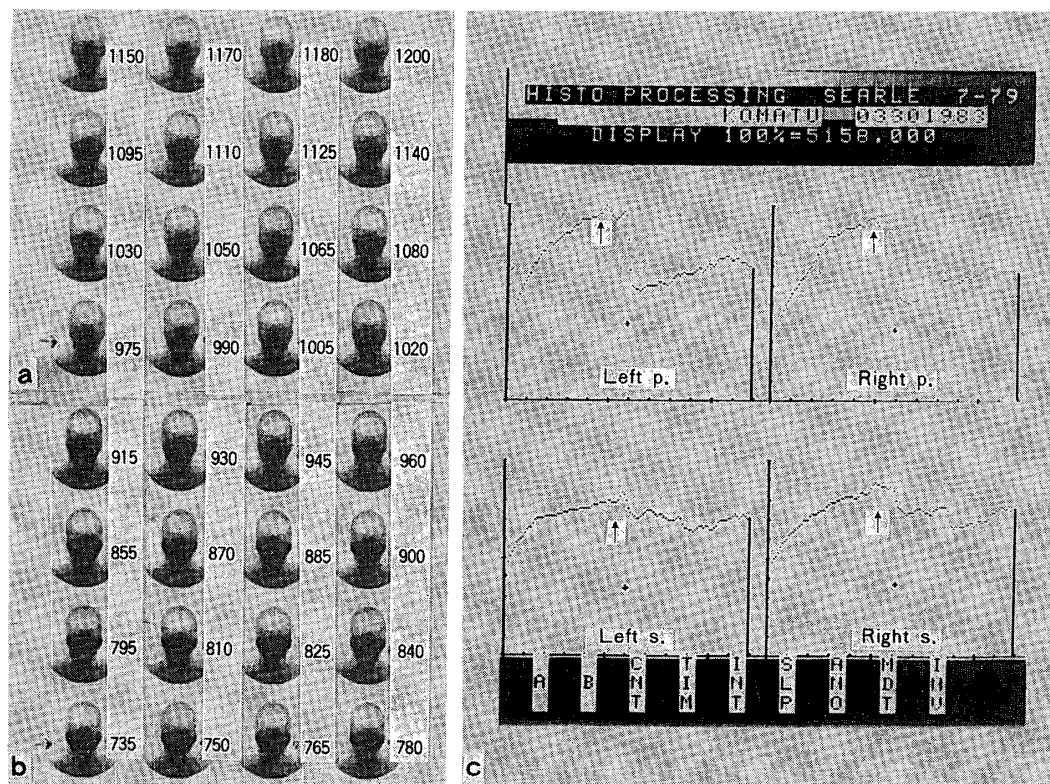 1150 1170 1180 1200
1095 1110 1125 1140
1030 1050 1065 1080
975 990 1005 1020
a
915 930 945 960
855 870 885 900
795 810 825 840
735 750 765 780
b
HISTO PROCESSING SEARLE 7-79
KOMATU 03301983
DISPLAY 100%=5158.000
Left p. Right p.
Left s. Right s.
A B CNT TIM INT SLP ANO MDT INV
c